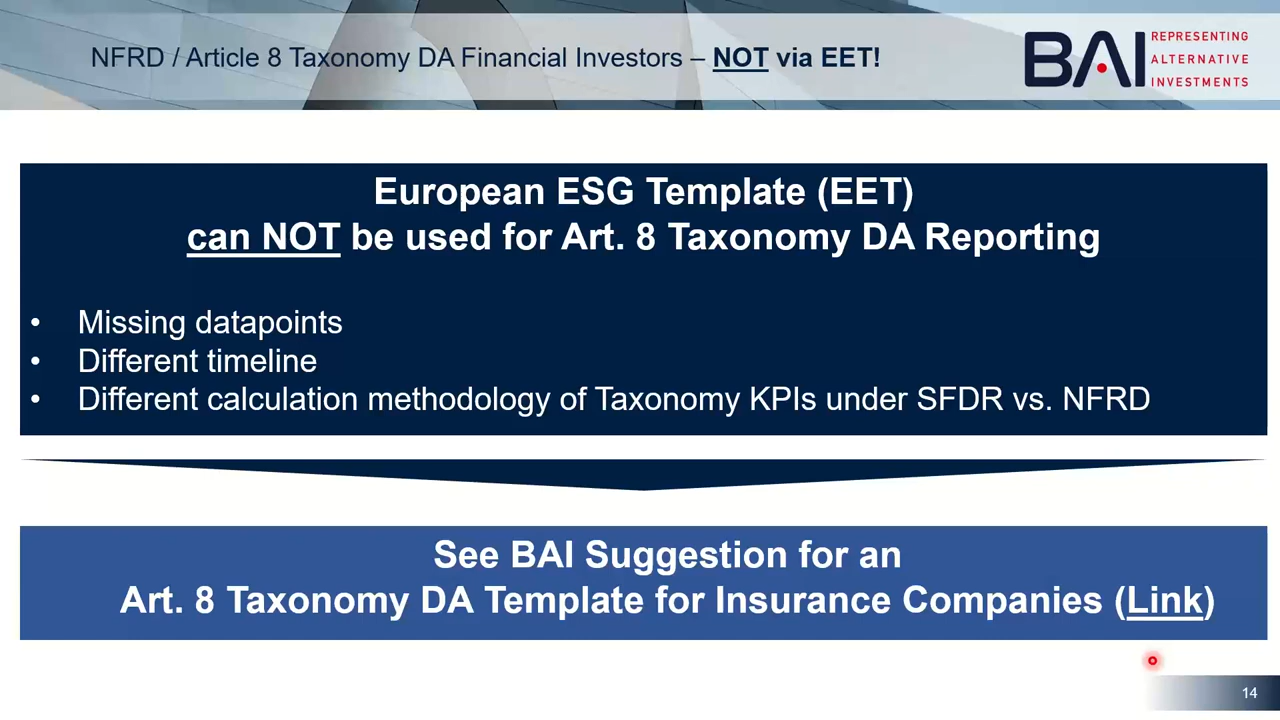 NFRD / Article 8 Taxonomy DA Financial Investors – NOT via EET!
BAI
REPRESENTING
ALTERNATIVE
INVESTMENTS
European ESG Template (EET)
can NOT be used for Art. 8 Taxonomy DA Reporting
• Missing datapoints
• Different timeline
• Different calculation methodology of Taxonomy KPIs under SFDR vs. NFRD
See BAI Suggestion for an
Art. 8 Taxonomy DA Template for Insurance Companies (Link)
14